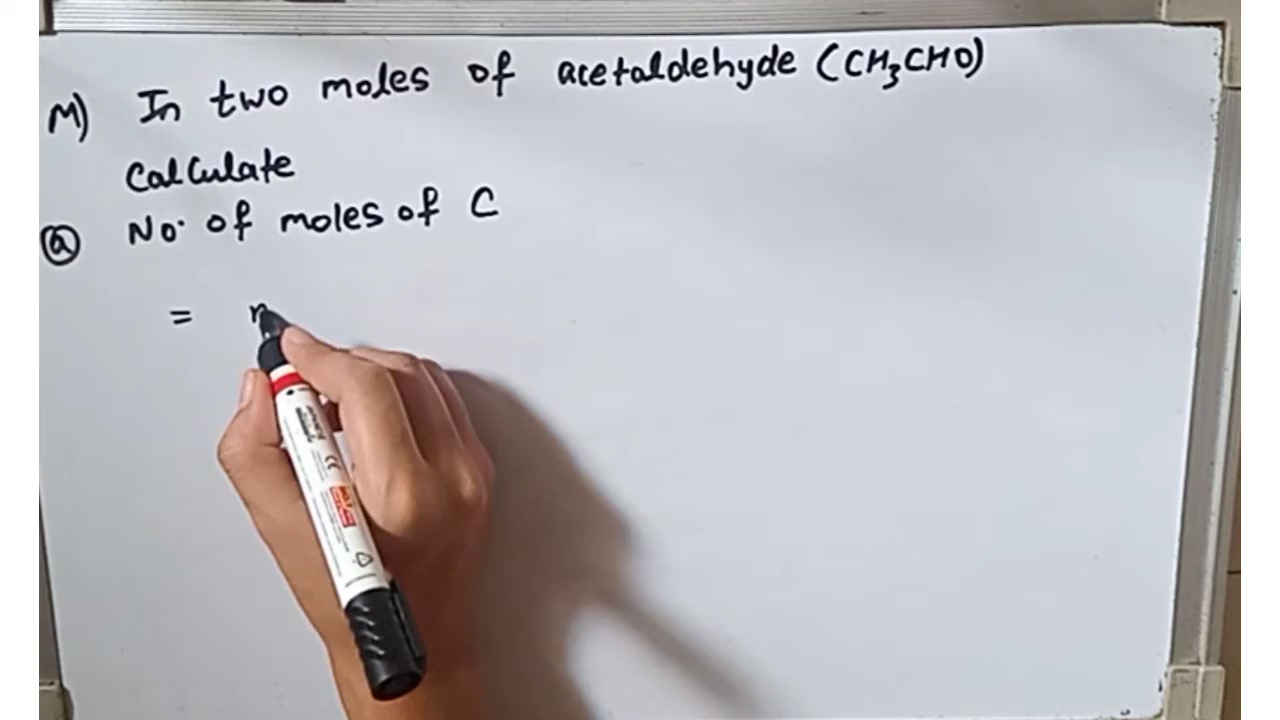 M) In two moles of acetaldehyde (CH₃CHO)
Calculate
ⓐ No. of moles of C
= n